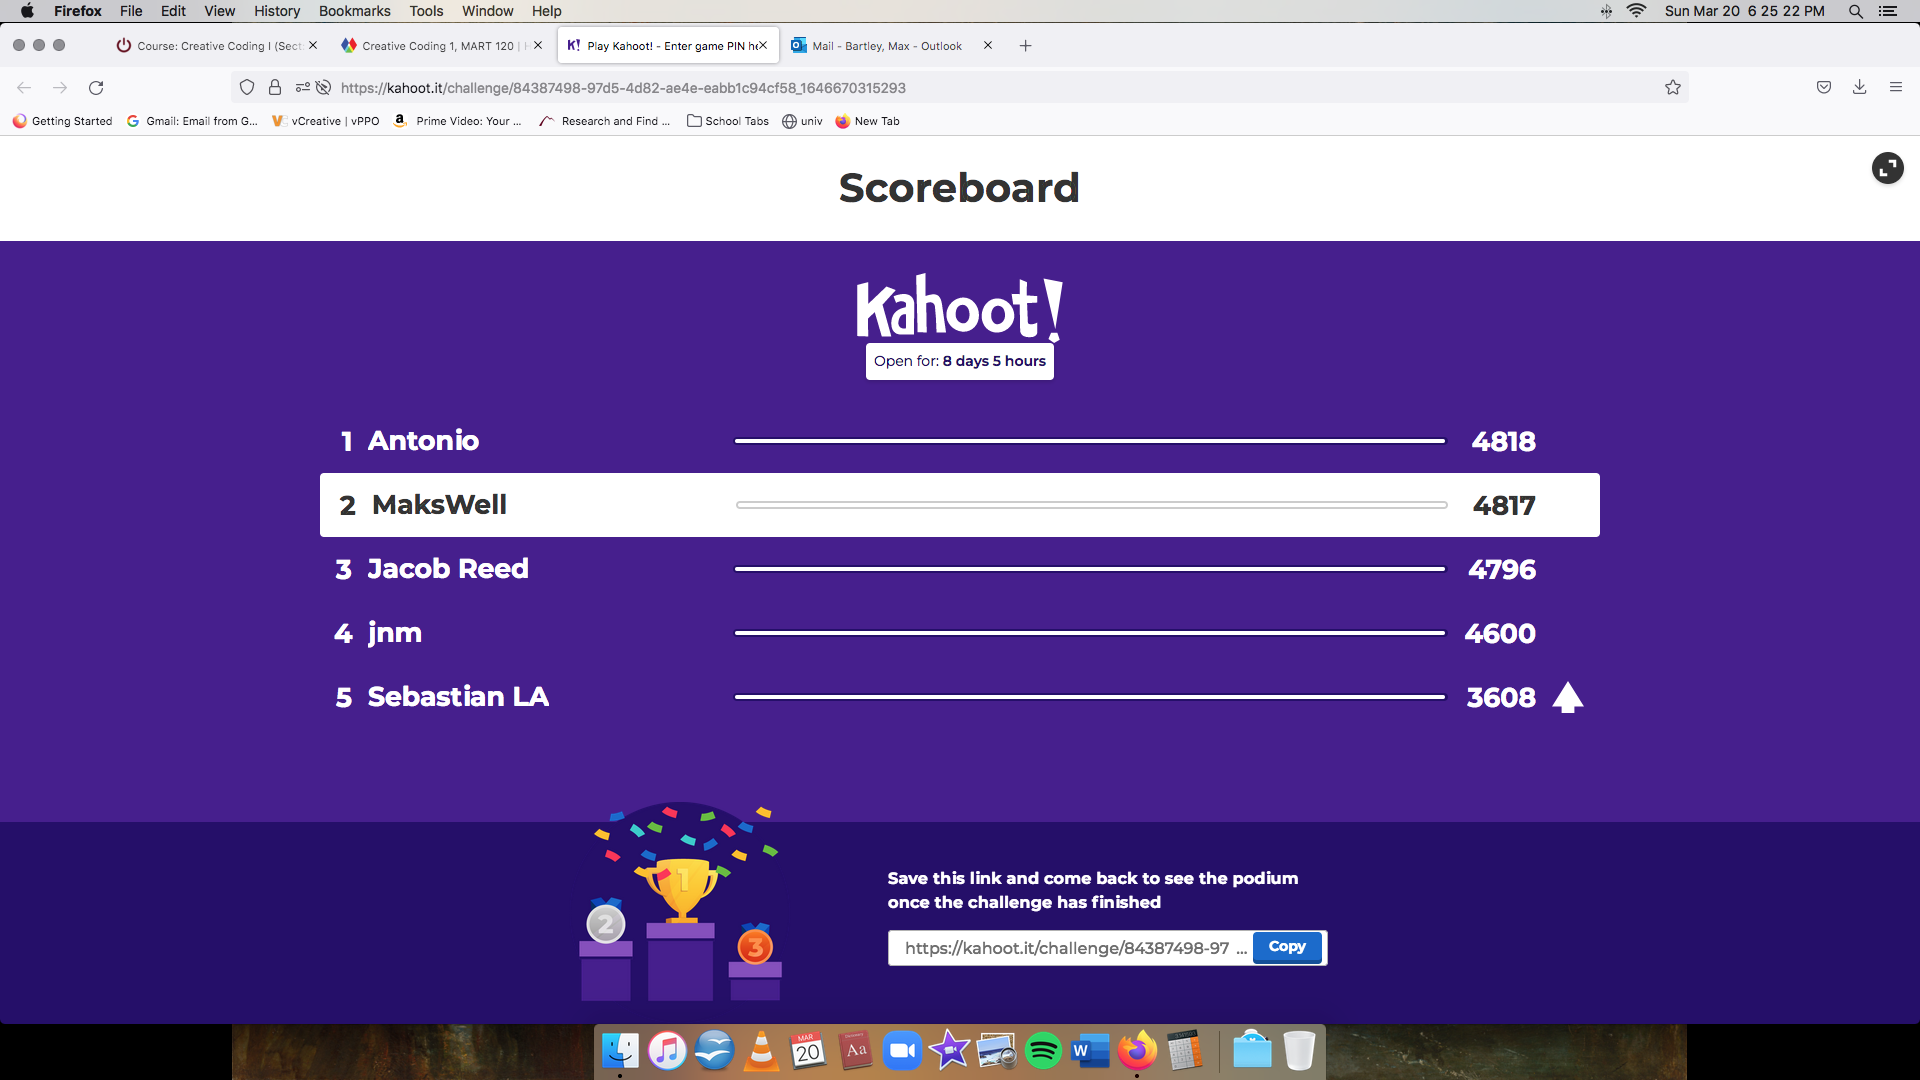 Firefox File Edit View History Bookmarks Tools Window Help Sun Mar 20 6 25 22 PM
Course: Creative Coding I (Sect Creative Coding 1, MART 120 | Play Kahoot! - Enter game PIN he Mail - Bartley, Max - Outlook
https://kahoot.it/challenge/84387498-97d5-4d82-ae4e-eabb1c94cf58_1646670315293
Getting Started Gmail: Email from G... vCreative | vPPO Prime Video: Your ... Research and Find ... School Tabs univ New Tab
Scoreboard
Kahoot!
Open for: 8 days 5 hours
1 Antonio 4818
2 MaksWell 4817
3 Jacob Reed 4796
4 jnm 4600
5 Sebastian LA 3608
1
2
3
Save this link and come back to see the podium
once the challenge has finished
https://kahoot.it/challenge/84387498-97 ... Copy
MAR
20
Aa
W